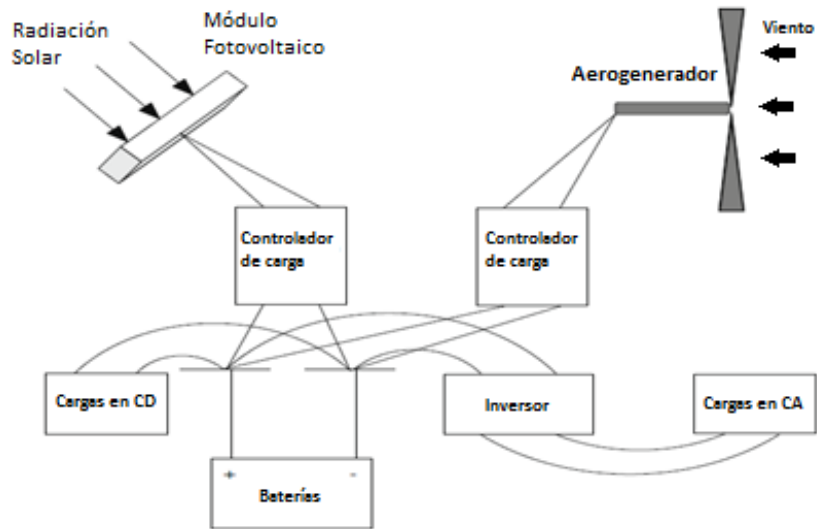 Radiación
Solar
Módulo
Fotovoltaico
Viento
Aerogenerador
Controlador
de carga
Controlador
de carga
Cargas en CD
Inversor
Cargas en CA
+ -
Baterías